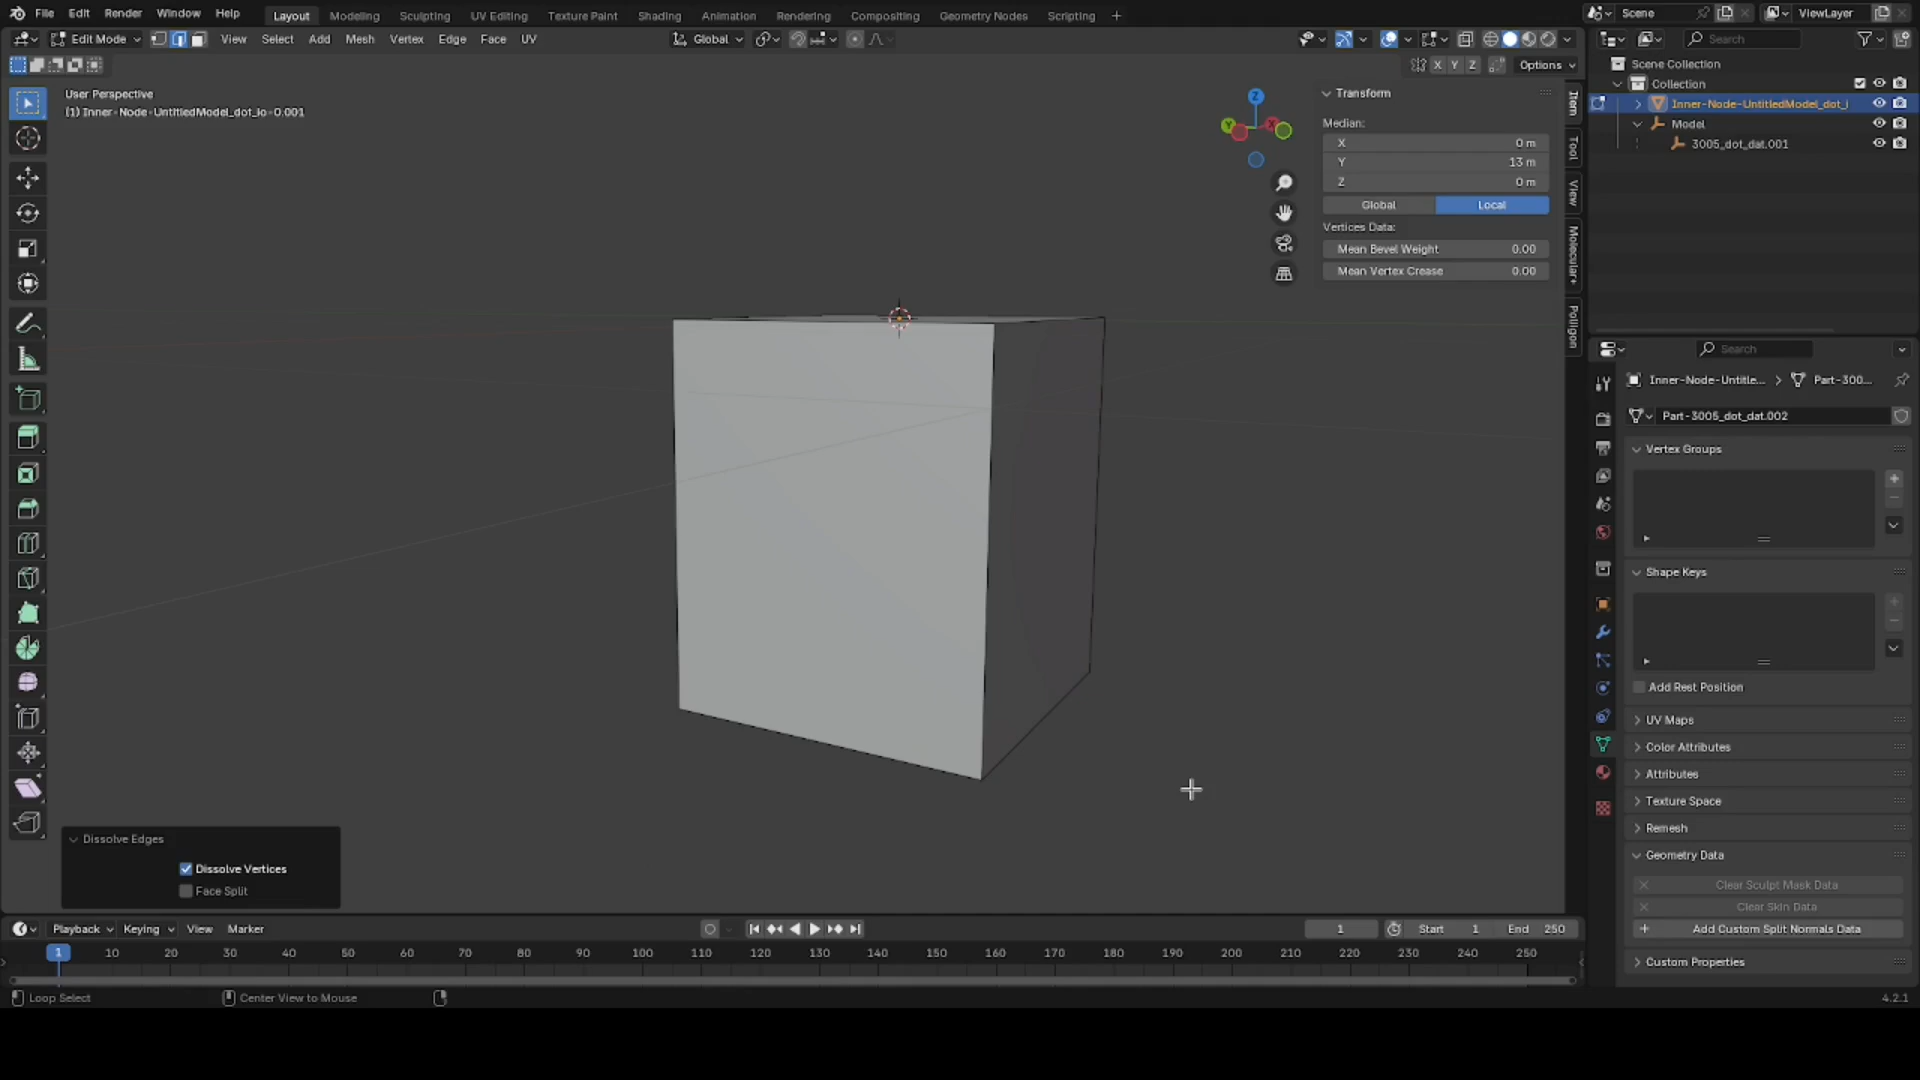 File Edit Render Window Help
Layout Modeling Sculpting UV Editing Texture Paint Shading Animation Rendering Compositing Geometry Nodes Scripting +
Scene ViewLayer
Edit Mode View Select Add Mesh Vertex Edge Face UV
Global
Search
X Y Z Options
User Perspective
(1) Inner-Node-UntitledModel_dot_io-0.001
Z
Y
X
Transform
Median:
X 0 m
Y 13 m
Z 0 m
Global Local
Vertices Data:
Mean Bevel Weight 0.00
Mean Vertex Crease 0.00
Item
Tool
View
Molecular+
Poliigon
Scene Collection
Collection
Inner-Node-UntitledModel_dot_i
Model
3005_dot_dat.001
Search
Inner-Node-Untitle... > Part-300...
Part-3005_dot_dat.002
Vertex Groups
Shape Keys
Add Rest Position
UV Maps
Color Attributes
Attributes
Texture Space
Remesh
Geometry Data
Clear Sculpt Mask Data
Clear Skin Data
Add Custom Split Normals Data
Custom Properties
Dissolve Edges
Dissolve Vertices
Face Split
Playback Keying View Marker
1 Start 1 End 250
1 10 20 30 40 50 60 70 80 90 100 110 120 130 140 150 160 170 180 190 200 210 220 230 240 250
Loop Select Center View to Mouse
4.2.1